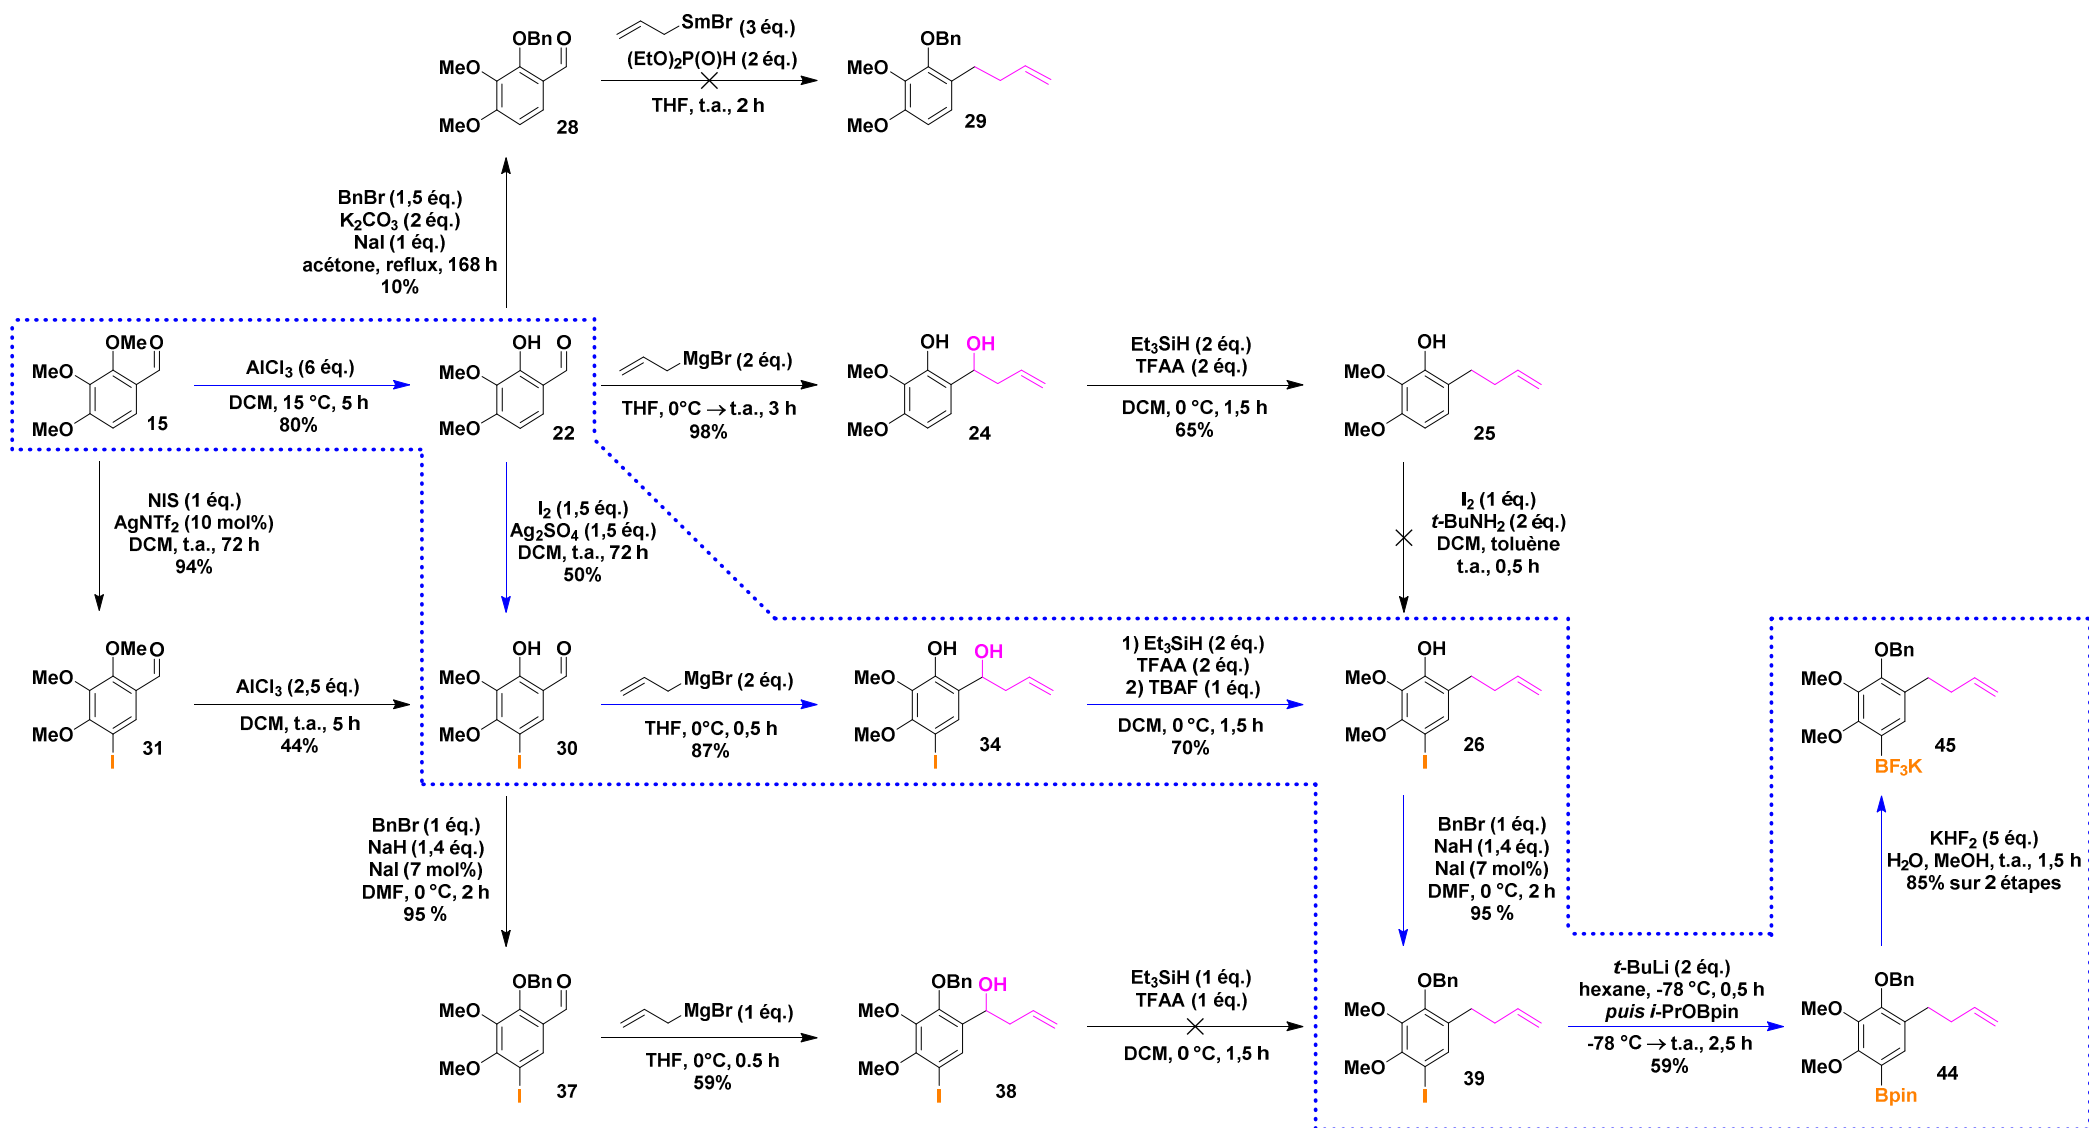 OBn
O
MeO
MeO
28
SmBr (3 éq.)
(EtO)2P(O)H (2 éq.)
THF, t.a., 2 h
OBn
MeO
MeO
29
BnBr (1,5 éq.)
K2CO3 (2 éq.)
NaI (1 éq.)
acétone, reflux, 168 h
10%
OMe
O
MeO
MeO
15
AlCl3 (6 éq.)
DCM, 15 °C, 5 h
80%
OH
O
MeO
MeO
22
MgBr (2 éq.)
THF, 0°C → t.a., 3 h
98%
OH
OH
MeO
MeO
24
Et3SiH (2 éq.)
TFAA (2 éq.)
DCM, 0 °C, 1,5 h
65%
OH
MeO
MeO
25
NIS (1 éq.)
AgNTf2 (10 mol%)
DCM, t.a., 72 h
94%
I2 (1,5 éq.)
Ag2SO4 (1,5 éq.)
DCM, t.a., 72 h
50%
I2 (1 éq.)
t-BuNH2 (2 éq.)
DCM, toluène
t.a., 0,5 h
OMe
O
MeO
MeO
I
31
AlCl3 (2,5 éq.)
DCM, t.a., 5 h
44%
OH
O
MeO
MeO
I
30
MgBr (2 éq.)
THF, 0°C, 0,5 h
87%
OH
OH
MeO
MeO
I
34
1) Et3SiH (2 éq.)
TFAA (2 éq.)
2) TBAF (1 éq.)
DCM, 0 °C, 1,5 h
70%
OH
MeO
MeO
I
26
OBn
MeO
MeO
BF3K
45
BnBr (1 éq.)
NaH (1,4 éq.)
NaI (7 mol%)
DMF, 0 °C, 2 h
95 %
BnBr (1 éq.)
NaH (1,4 éq.)
NaI (7 mol%)
DMF, 0 °C, 2 h
95 %
KHF2 (5 éq.)
H2O, MeOH, t.a., 1,5 h
85% sur 2 étapes
OBn
O
MeO
MeO
I
37
MgBr (1 éq.)
THF, 0°C, 0.5 h
59%
OBn
OH
MeO
MeO
I
38
Et3SiH (1 éq.)
TFAA (1 éq.)
DCM, 0 °C, 1,5 h
OBn
MeO
MeO
I
39
t-BuLi (2 éq.)
hexane, -78 °C, 0,5 h
puis i-PrOBpin
-78 °C → t.a., 2,5 h
59%
OBn
MeO
MeO
Bpin
44